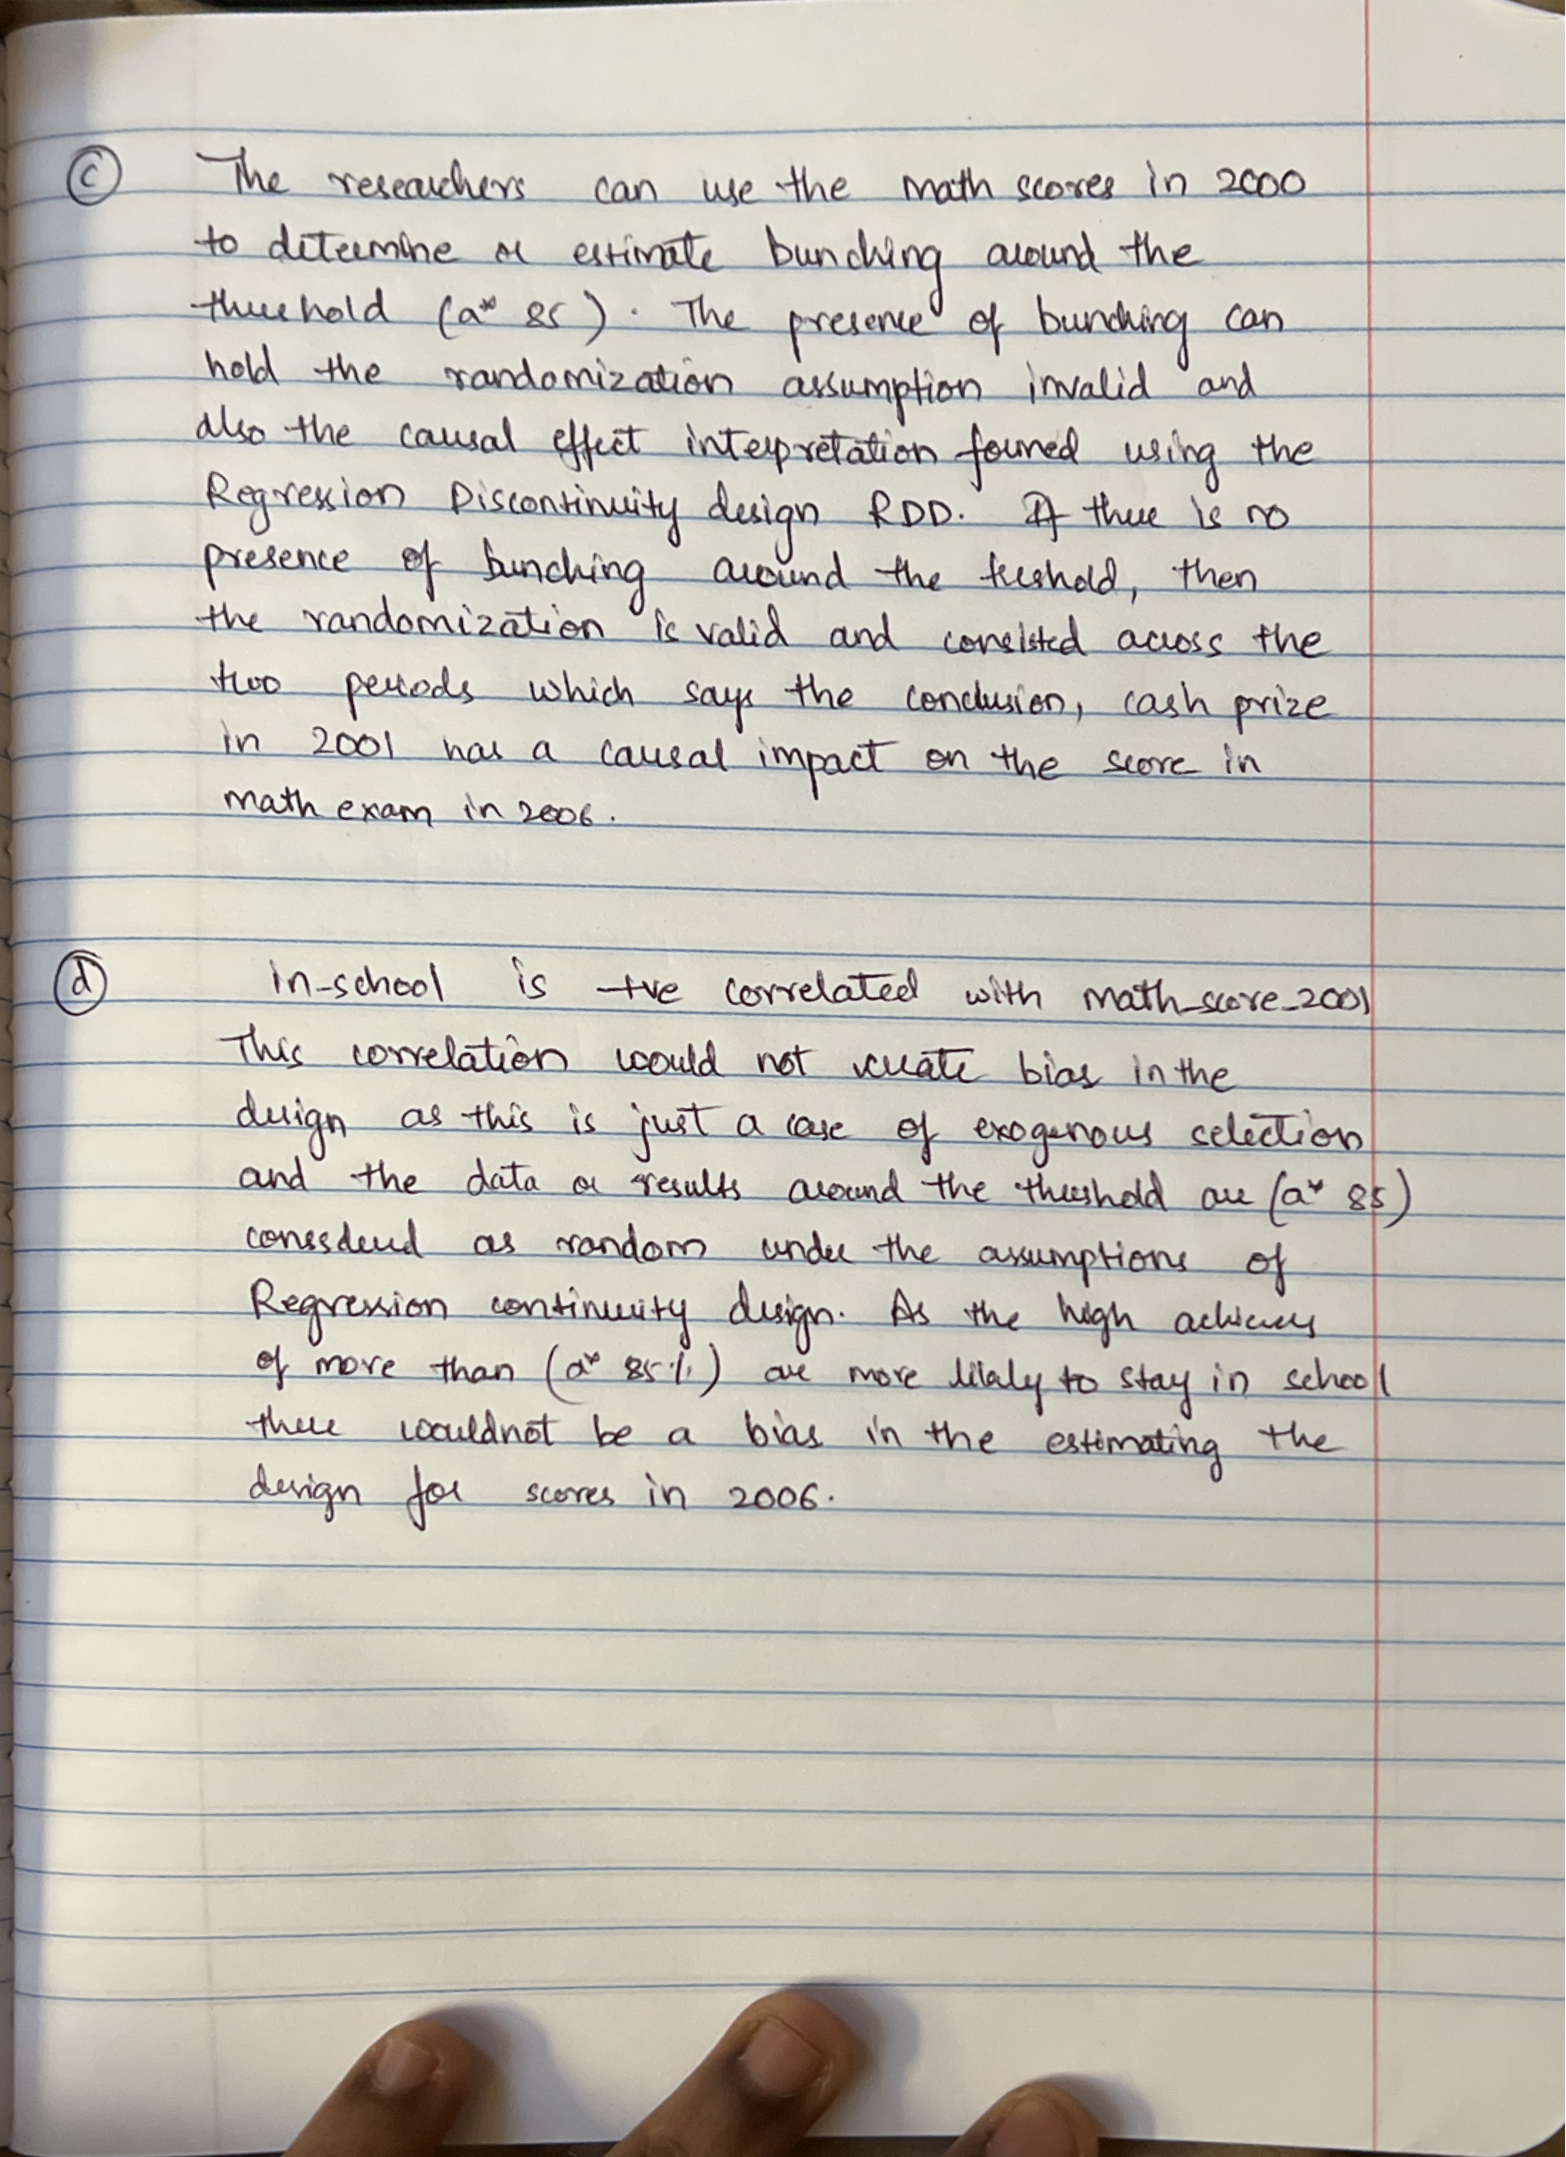 (c) The researchers can use the math scores in 2000
to determine or estimate bunching around the
threshold (a* 85). The presence of bunching can
hold the randomization assumption invalid and
also the causal effect interpretation formed using the
Regression Discontinuity design RDD. If there is no
presence of bunching around the treshold, then
the randomization is valid and consisted across the
two periods which says the conclusion, cash prize
in 2001 has a causal impact on the score in
math exam in 2006.
(d) in-school is +ve correlated with math_score_2001
This correlation would not create bias in the
design as this is just a case of exogenous selection
and the data or results around the threshold are (a* 85)
considered as random under the assumptions of
Regression continuity design. As the high achievers
of more than (a* 85%) are more likely to stay in school
there wouldnot be a bias in the estimating the
design for scores in 2006.